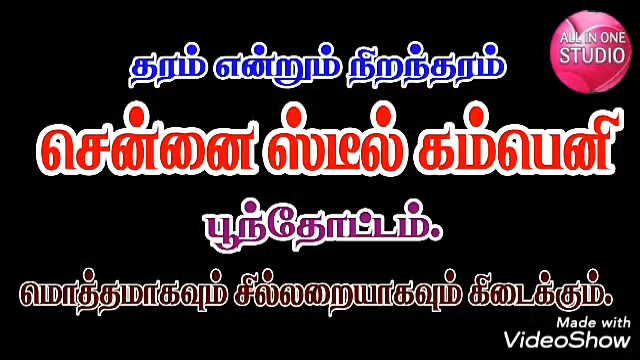 ALL IN ONE
STUDIO
தரம் என்றும் நிறந்தரம்
சென்னை ஸ்டீல் கம்பெனி
பூந்தோட்டம்.
மொத்தமாகவும் சில்லறையாகவும் கிடைக்கும்.
Made with
VideoShow